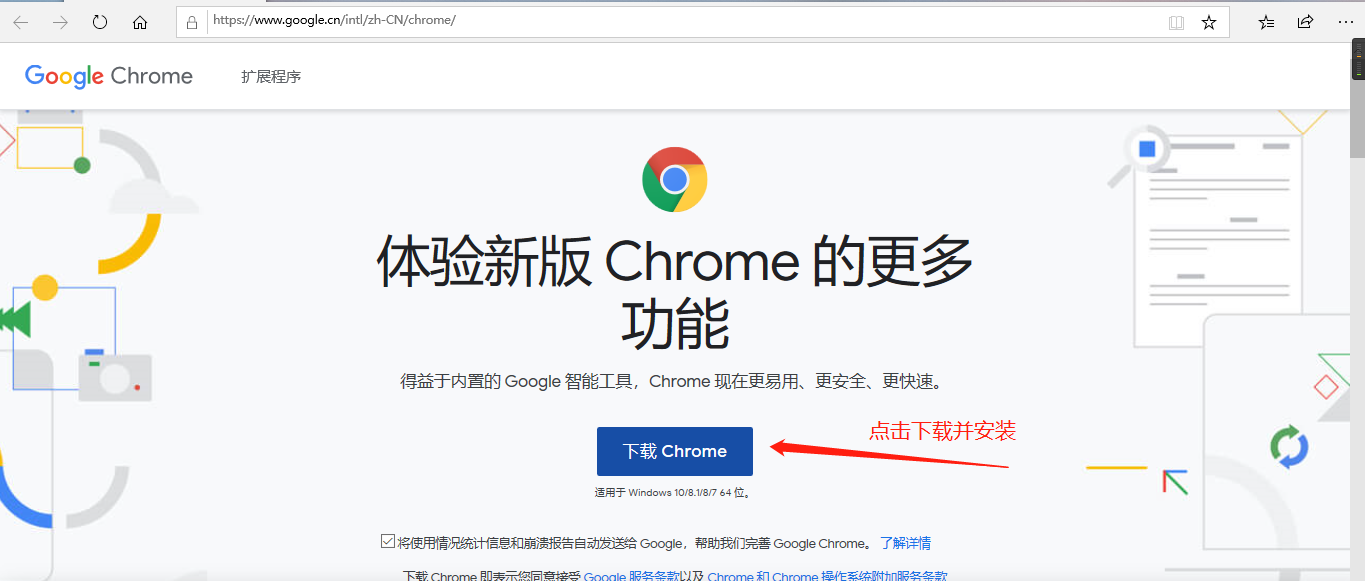 https://www.google.cn/intl/zh-CN/chrome/
Google Chrome 扩展程序
体验新版 Chrome 的更多
功能
得益于内置的 Google 智能工具，Chrome 现在更易用、更安全、更快速。
点击下载并安装
下载 Chrome
适用于 Windows 10/8.1/8/7 64 位。
将使用情况统计信息和崩溃报告自动发送给 Google，帮助我们完善 Google Chrome。 了解详情
下载 Chrome 即表示您同意接受 Google 服务条款以及 Chrome 和 Chrome 操作系统附加服务条款